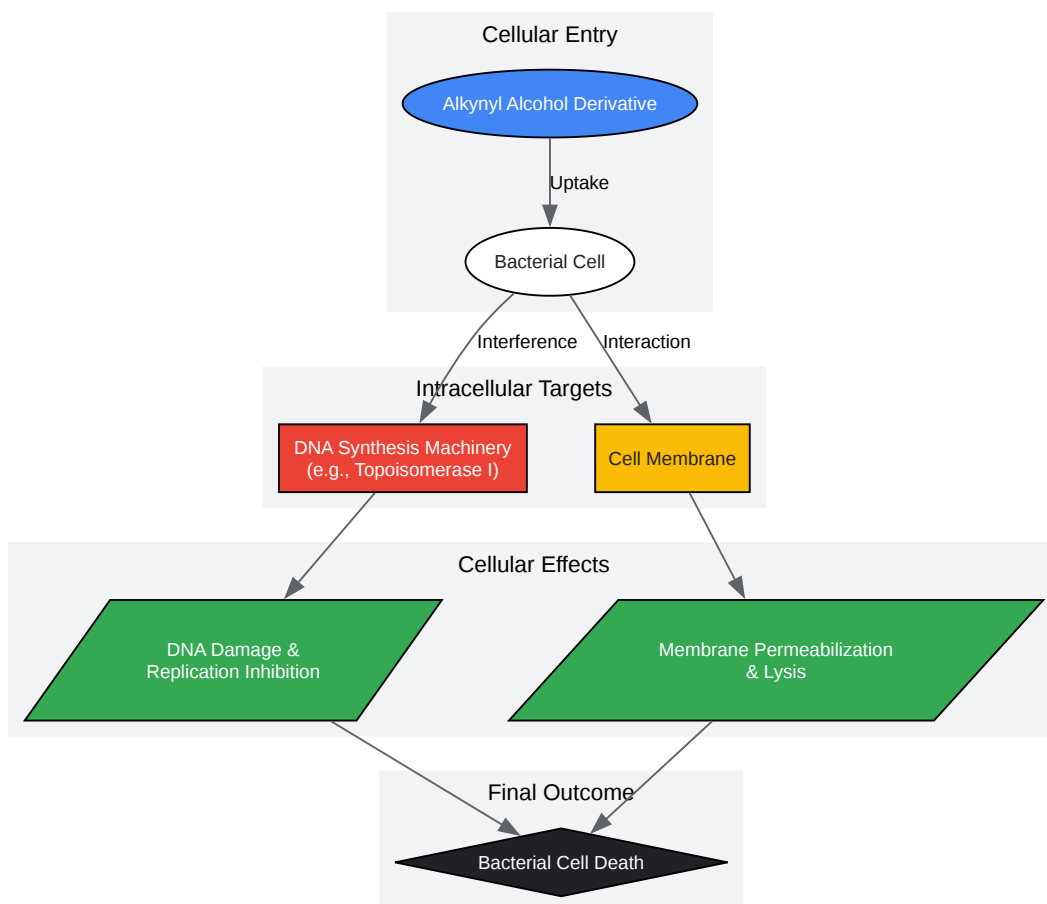 Cellular Entry
Alkynyl Alcohol Derivative
Uptake
Bacterial Cell
Interference
Interaction
Intracellular Targets
DNA Synthesis Machinery
(e.g., Topoisomerase I)
Cell Membrane
Cellular Effects
DNA Damage &
Replication Inhibition
Membrane Permeabilization
& Lysis
Final Outcome
Bacterial Cell Death